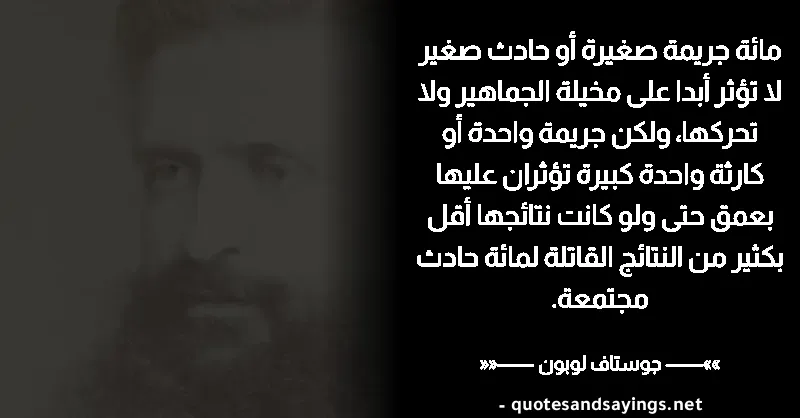 مائة جريمة صغيرة أو حادث صغير
لا تؤثر أبدا على مخيلة الجماهير ولا
تحركها، ولكن جريمة واحدة أو
كارثة واحدة كبيرة تؤثران عليها
بعمق حتى ولو كانت نتائجها أقل
بكثير من النتائج القاتلة لمائة حادث
مجتمعة.
»»—— جوستاف لوبون ——««
- quotesandsayings.net